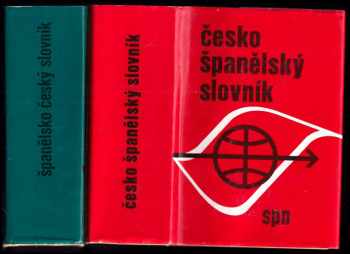 španělsko český slovník
česko španělský slovník
česko
španělský
slovník
spn